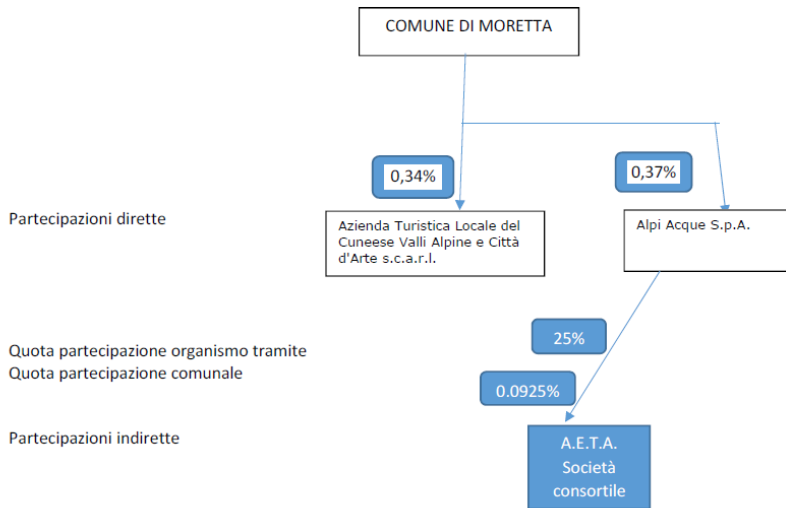 COMUNE DI MORETTA
0,34%
0,37%
Partecipazioni dirette
Azienda Turistica Locale del
Cuneese Valli Alpine e Città
d'Arte s.c.a.r.l.
Alpi Acque S.p.A.
25%
Quota partecipazione organismo tramite
Quota partecipazione comunale
0.0925%
Partecipazioni indirette
A.E.T.A.
Società
consortile